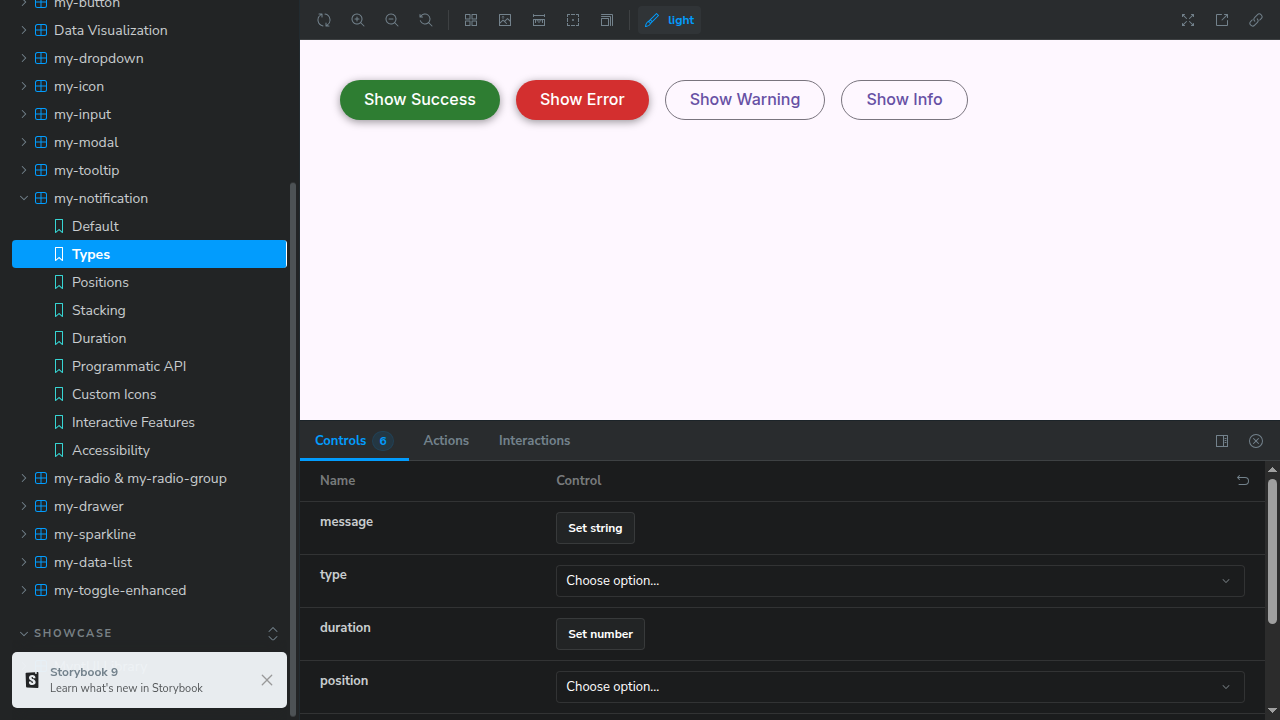 my-button
Data Visualization
my-dropdown
my-icon
my-input
my-modal
my-tooltip
my-notification
Default
Types
Positions
Stacking
Duration
Programmatic API
Custom Icons
Interactive Features
Accessibility
my-radio & my-radio-group
my-drawer
my-sparkline
my-data-list
my-toggle-enhanced
SHOWCASE
Storybook 9
Learn what's new in Storybook
light
Show Success
Show Error
Show Warning
Show Info
Controls 6
Actions
Interactions
Name
Control
message
Set string
type
Choose option...
duration
Set number
position
Choose option...